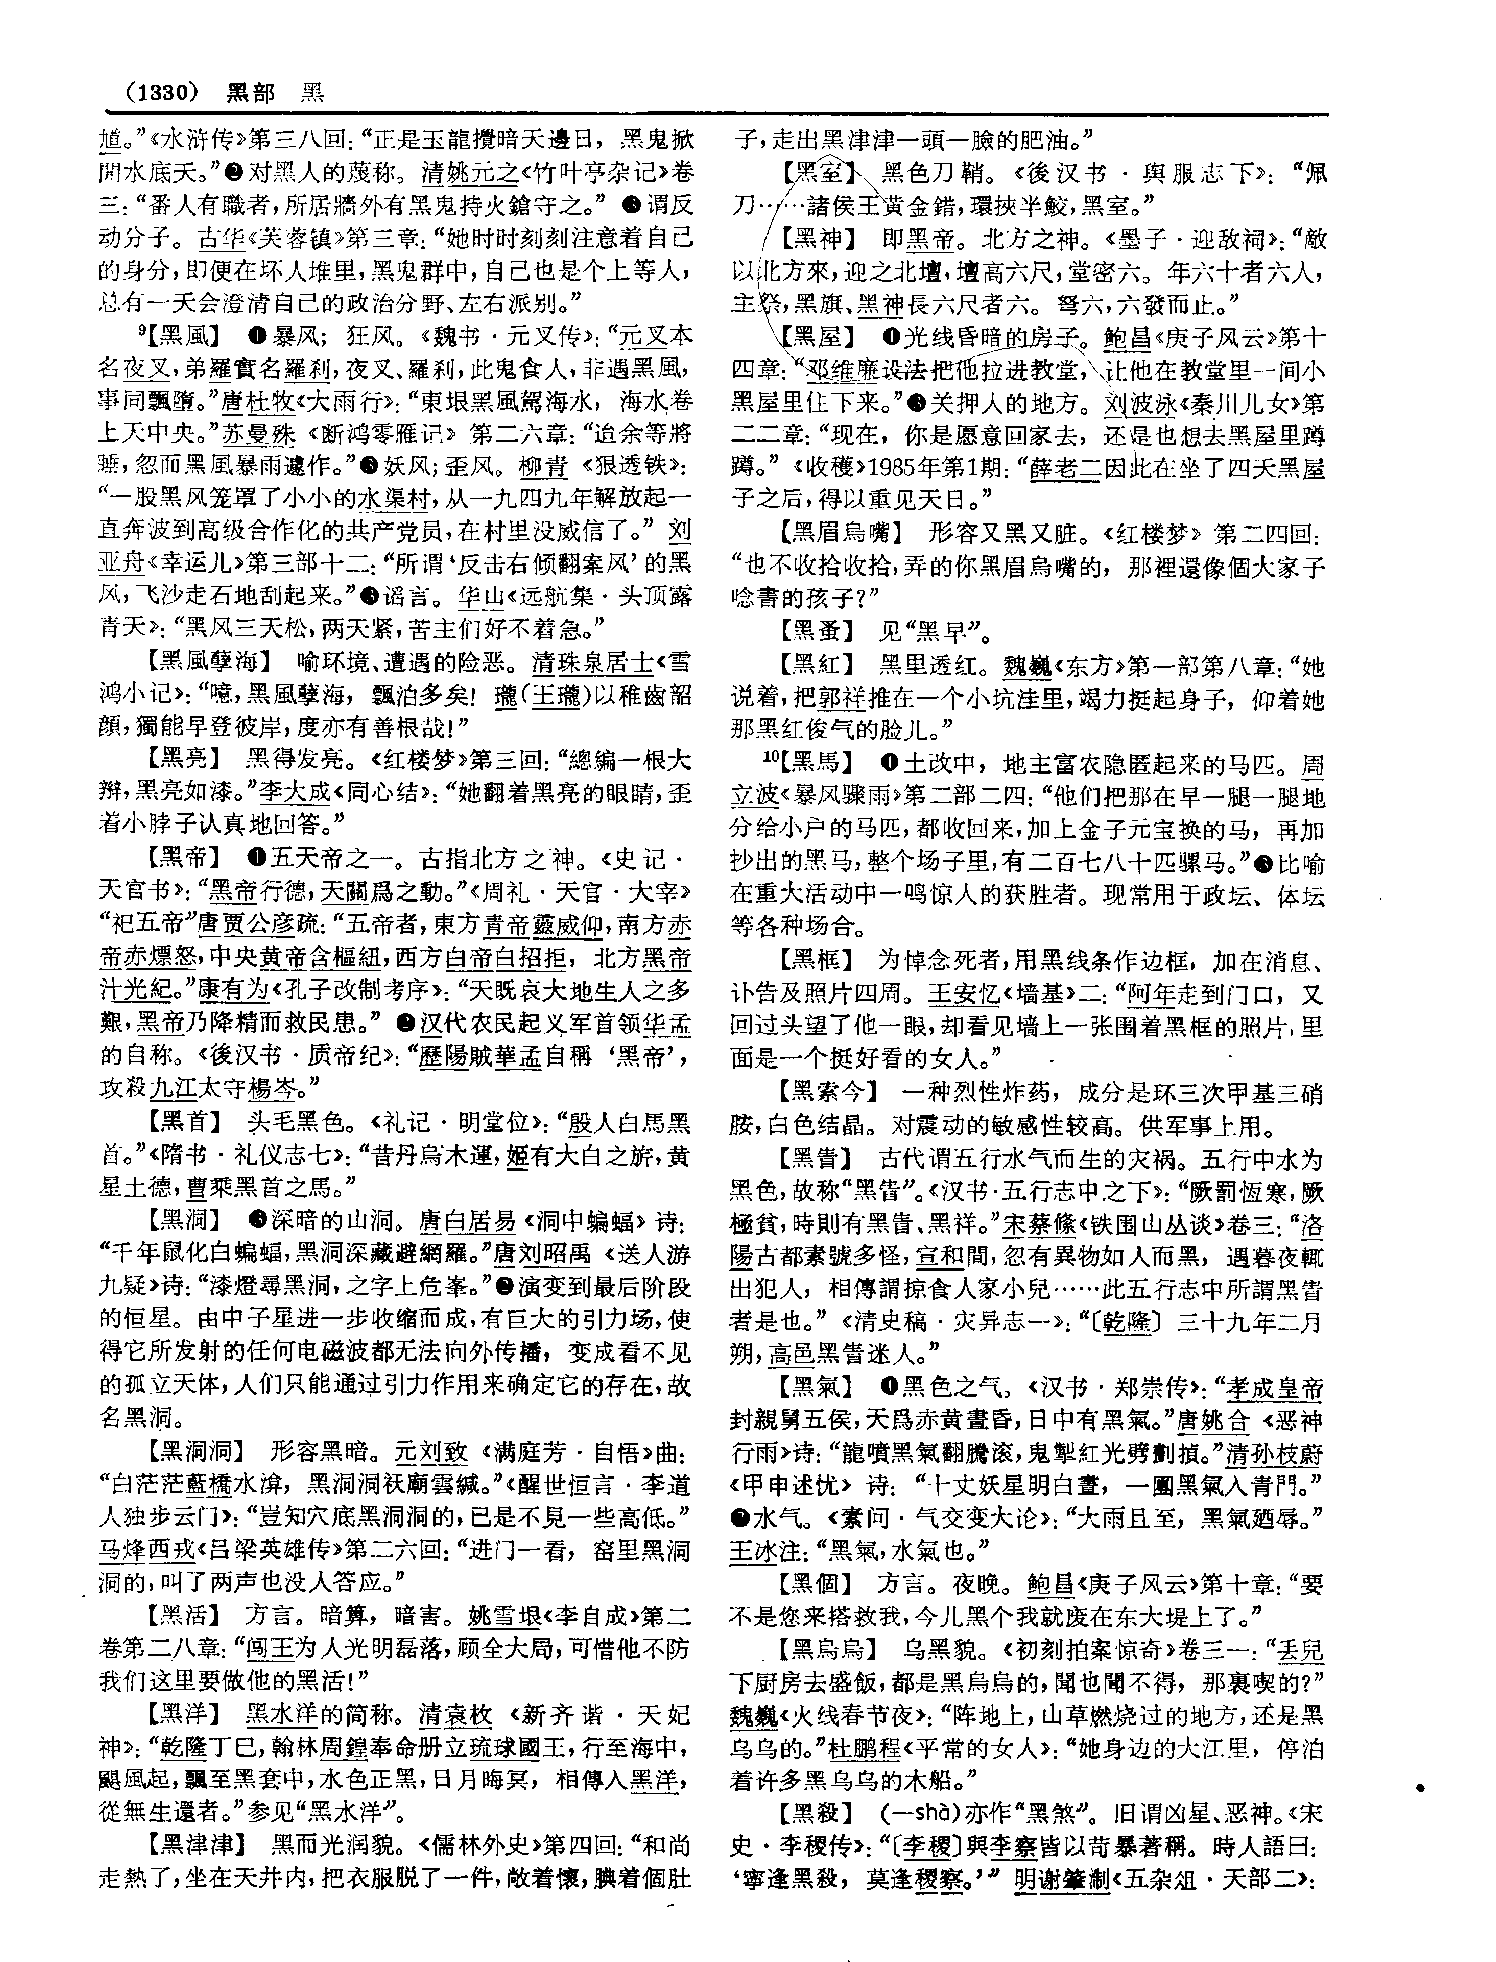 （1330） 黑部 黑
馗。”《水浒传》第三八回：“正是玉龍攪暗天邊日，黑鬼掀
開水底天。”❷对黑人的蔑称。清姚元之《竹叶亭杂记》卷
三：“番人有職者，所居牆外有黑鬼持火鎗守之。”❸谓反
动分子。古华《芙蓉镇》第三章：“她时时刻刻注意着自己
的身分，即便在坏人堆里，黑鬼群中，自己也是个上等人，
总有一天会澄清自己的政治分野、左右派别。”
9【黑風】 ❶暴风；狂风。《魏书·元叉传》：“元叉本
名夜叉，弟羅實名羅刹，夜叉、羅刹，此鬼食人，非遇黑風，
事同飄墮。”唐杜牧《大雨行》：“東垠黑風駕海水，海水卷
上天中央。”苏曼殊《断鸿零雁记》第二六章：“迨余等將
睡，忽而黑風暴雨遽作。”❷妖风；歪风。柳青《狠透铁》：
“一股黑风笼罩了小小的水渠村，从一九四九年解放起一
直奔波到高级合作化的共产党员，在村里没威信了。”刘
亚舟《幸运儿》第三部十二：“所谓‘反击右倾翻案风’的黑
风，飞沙走石地刮起来。”❸谣言。华山《远航集·头顶露
青天》：“黑风三天松，两天紧，苦主们好不着急。”
【黑風孽海】 喻环境、遭遇的险恶。清珠泉居士《雪
鸿小记》：“噫，黑風孽海，飄泊多矣！瓏（王瓏）以稚齒韶
顔，獨能早登彼岸，度亦有善根哉！”
【黑亮】 黑得发亮。《红楼梦》第三回：“總編一根大
辮，黑亮如漆。”李大成《同心结》：“她翻着黑亮的眼睛，歪
着小脖子认真地回答。”
【黑帝】 ❶五天帝之一。古指北方之神。《史记·
天官书》：“黑帝行德，天關爲之動。”《周礼·天官·大宰》
“祀五帝”唐贾公彦疏：“五帝者，東方青帝靈威仰，南方赤
帝赤熛怒，中央黄帝含樞紐，西方白帝白招拒，北方黑帝
汁光紀。”康有为《孔子改制考序》：“天既哀大地生人之多
艱，黑帝乃降精而救民患。”❷汉代农民起义军首领华孟
的自称。《後汉书·质帝纪》：“歷陽贼華孟自稱‘黑帝’，
攻殺九江太守楊岑。”
【黑首】 头毛黑色。《礼记·明堂位》：“殷人白馬黑
首。”《隋书·礼仪志七》：“昔丹烏木運，姬有大白之旂，黄
星土德，曹乘黑首之馬。”
【黑洞】 ❶深暗的山洞。唐白居易《洞中蝙蝠》诗：
“千年鼠化白蝙蝠，黑洞深藏避網羅。”唐刘昭禹《送人游
九疑》诗：“漆燈尋黑洞，之字上危峯。”❷演变到最后阶段
的恒星。由中子星进一步收缩而成，有巨大的引力场，使
得它所发射的任何电磁波都无法向外传播，变成看不见
的孤立天体，人们只能通过引力作用来确定它的存在，故
名黑洞。
【黑洞洞】 形容黑暗。元刘致《满庭芳·自悟》曲：
“白茫茫藍橋水渰，黑洞洞祆廟雲緘。”《醒世恒言·李道
人独步云门》：“豈知穴底黑洞洞的，已是不見一些高低。”
马烽西戎《吕梁英雄传》第二六回：“进门一看，窑里黑洞
洞的，叫了两声也没人答应。”
【黑活】 方言。暗算，暗害。姚雪垠《李自成》第二
卷第二八章：“闯王为人光明磊落，顾全大局，可惜他不防
我们这里要做他的黑活！”
【黑洋】 黑水洋的简称。清袁枚《新齐谐·天妃
神》：“乾隆丁巳，翰林周鍠奉命册立琉球國王，行至海中，
颶風起，飄至黑套中，水色正黑，日月晦冥，相傳入黑洋，
從無生還者。”参见“黑水洋”。
【黑津津】 黑而光润貌。《儒林外史》第四回：“和尚
走熱了，坐在天井内，把衣服脱了一件，敞着懷，腆着個肚
子，走出黑津津一頭一臉的肥油。”
【黑室】 黑色刀鞘。《後汉书·舆服志下》：“佩
刀……諸侯王黄金錯，環挾半鮫，黑室。”
【黑神】 即黑帝。北方之神。《墨子·迎敌祠》：“敵
以北方來，迎之北壇，壇高六尺，堂密六。年六十者六人，
主祭，黑旗、黑神長六尺者六。弩六，六發而止。”
【黑屋】 ❶光线昏暗的房子。鲍昌《庚子风云》第十
四章：“邓维廉设法把他拉进教堂，让他在教堂里一间小
黑屋里住下来。”❷关押人的地方。刘波泳《秦川儿女》第
二二章：“现在，你是愿意回家去，还是也想去黑屋里蹲
蹲。”《收穫》1985年第1期：“薛老二因此在坐了四天黑屋
子之后，得以重见天日。”
【黑眉烏嘴】 形容又黑又脏。《红楼梦》第二四回：
“也不收拾收拾，弄的你黑眉烏嘴的，那裡還像個大家子
唸書的孩子？”
【黑蚤】 见“黑早”。
【黑紅】 黑里透红。魏巍《东方》第一部第八章：“她
说着，把郭祥推在一个小坑洼里，竭力挺起身子，仰着她
那黑红俊气的脸儿。”
10【黑馬】 ❶土改中，地主富农隐匿起来的马匹。周
立波《暴风骤雨》第二部二四：“他们把那在早一腿一腿地
分给小户的马匹，都收回来，加上金子元宝换的马，再加
抄出的黑马，整个场子里，有二百七八十匹骡马。”❷比喻
在重大活动中一鸣惊人的获胜者。现常用于政坛、体坛
等各种场合。
【黑框】 为悼念死者，用黑线条作边框，加在消息、
讣告及照片四周。王安忆《墙基》二：“阿年走到门口，又
回过头望了他一眼，却看见墙上一张围着黑框的照片，里
面是一个挺好看的女人。”
【黑索今】 一种烈性炸药，成分是环三次甲基三硝
胺，白色结晶。对震动的敏感性较高。供军事上用。
【黑眚】 古代谓五行水气而生的灾祸。五行中水为
黑色，故称“黑眚”。《汉书·五行志中之下》：“厥罰恆寒，厥
極貧，時則有黑眚、黑祥。”宋蔡絛《铁围山丛谈》卷三：“洛
陽古都素號多怪，宣和間，忽有異物如人而黑，遇暮夜輒
出犯人，相傳謂掠食人家小兒……此五行志中所謂黑眚
者是也。”《清史稿·灾异志一》：“〔乾隆〕三十九年二月
朔，高邑黑眚迷人。”
【黑氣】 ❶黑色之气。《汉书·郑崇传》：“孝成皇帝
封親舅五侯，天爲赤黄晝昏，日中有黑氣。”唐姚合《恶神
行雨》诗：“龍噴黑氣翻騰滚，鬼掣紅光劈劃損。”清孙枝蔚
《甲申述忧》诗：“十丈妖星明白晝，一團黑氣入青門。”
❷水气。《素问·气交变大论》：“大雨且至，黑氣廼辱。”
王冰注：“黑氣，水氣也。”
【黑個】 方言。夜晚。鲍昌《庚子风云》第十章：“要
不是您来搭救我，今儿黑个我就废在东大堤上了。”
【黑烏烏】 乌黑貌。《初刻拍案惊奇》卷三一：“丢兒
下厨房去盛飯，都是黑烏烏的，聞也聞不得，那裏喫的？”
魏巍《火线春节夜》：“阵地上，山草燃烧过的地方，还是黑
乌乌的。”杜鹏程《平常的女人》：“她身边的大江里，停泊
着许多黑乌乌的木船。”
【黑殺】 （—shà）亦作“黑煞”。旧谓凶星、恶神。《宋
史·李稷传》：“〔李稷〕與李察皆以苛暴著稱。時人語曰：
‘寧逢黑殺，莫逢稷察。’”明谢肇淛《五杂俎·天部二》：